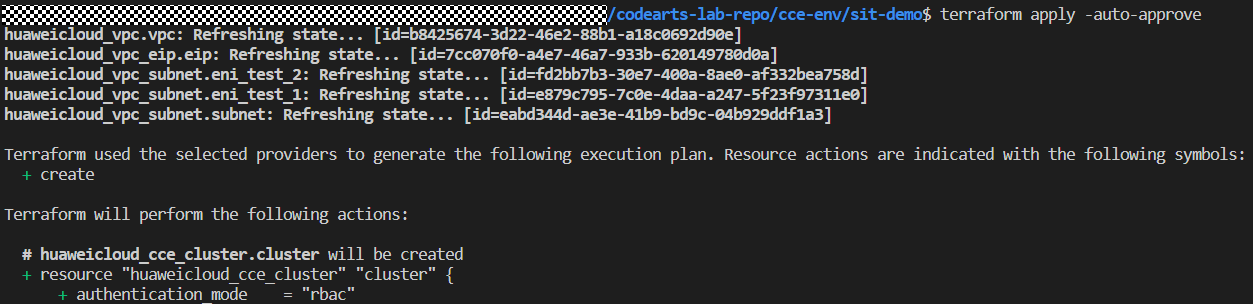 /codearts-lab-repo/cce-env/sit-demo$ terraform apply -auto-approve
huaweicloud_vpc.vpc: Refreshing state... [id=b8425674-3d22-46e2-88b1-a18c0692d90e]
huaweicloud_vpc_eip.eip: Refreshing state... [id=7cc070f0-a4e7-46a7-933b-620149780d0a]
huaweicloud_vpc_subnet.eni_test_2: Refreshing state... [id=fd2bb7b3-30e7-400a-8ae0-af332bea758d]
huaweicloud_vpc_subnet.eni_test_1: Refreshing state... [id=e879c795-7c0e-4daa-a247-5f23f97311e0]
huaweicloud_vpc_subnet.subnet: Refreshing state... [id=eabd344d-ae3e-41b9-bd9c-04b929ddf1a3]
Terraform used the selected providers to generate the following execution plan. Resource actions are indicated with the following symbols:
+ create
Terraform will perform the following actions:
# huaweicloud_cce_cluster.cluster will be created
+ resource "huaweicloud_cce_cluster" "cluster" {
+ authentication_mode = "rbac"